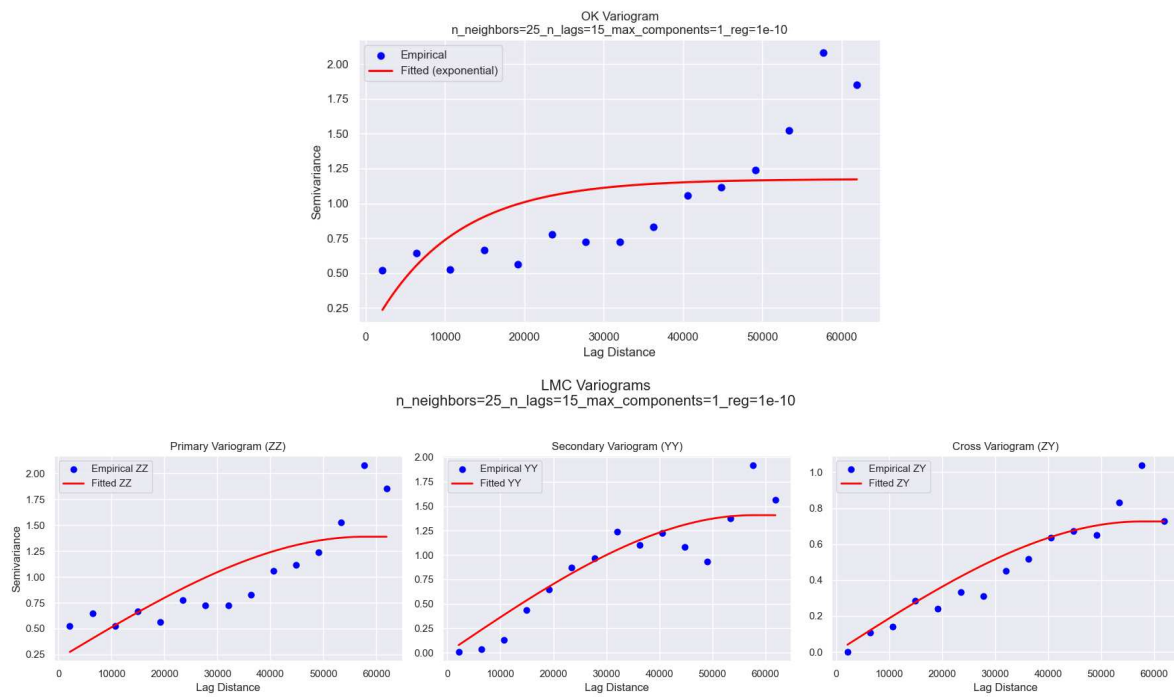 OK Variogram
n_neighbors=25_n_lags=15_max_components=1_reg=1e-10
Empirical
Fitted (exponential)
2.00
1.75
1.50
1.25
1.00
0.75
0.50
0.25
Semivariance
0 10000 20000 30000 40000 50000 60000
Lag Distance
LMC Variograms
n_neighbors=25_n_lags=15_max_components=1_reg=1e-10
Primary Variogram (ZZ)
Empirical ZZ
Fitted ZZ
2.00
1.75
1.50
1.25
1.00
0.75
0.50
0.25
Semivariance
0 10000 20000 30000 40000 50000 60000
Lag Distance
Secondary Variogram (YY)
Empirical YY
Fitted YY
2.00
1.75
1.50
1.25
1.00
0.75
0.50
0.25
0.00
0 10000 20000 30000 40000 50000 60000
Lag Distance
Cross Variogram (ZY)
Empirical ZY
Fitted ZY
1.0
0.8
0.6
0.4
0.2
0.0
0 10000 20000 30000 40000 50000 60000
Lag Distance